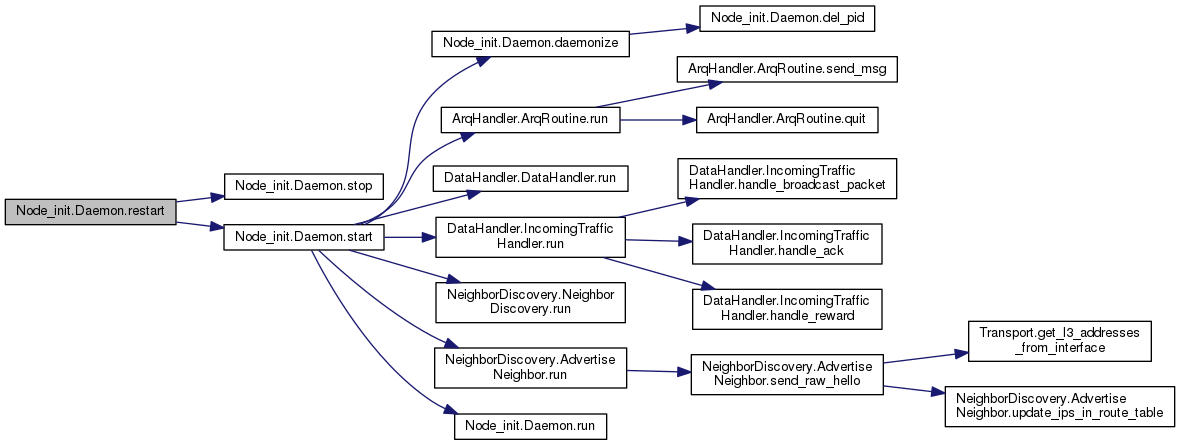 Node_init.Daemon.restart
Node_init.Daemon.stop
Node_init.Daemon.start
Node_init.Daemon.daemonize
Node_init.Daemon.del_pid
ArqHandler.ArqRoutine.run
ArqHandler.ArqRoutine.send_msg
ArqHandler.ArqRoutine.quit
DataHandler.DataHandler.run
DataHandler.IncomingTraffic
Handler.run
DataHandler.IncomingTraffic
Handler.handle_broadcast_packet
DataHandler.IncomingTraffic
Handler.handle_ack
DataHandler.IncomingTraffic
Handler.handle_reward
NeighborDiscovery.Neighbor
Discovery.run
NeighborDiscovery.Advertise
Neighbor.run
NeighborDiscovery.Advertise
Neighbor.send_raw_hello
Transport.get_l3_addresses
_from_interface
NeighborDiscovery.Advertise
Neighbor.update_ips_in_route_table
Node_init.Daemon.run